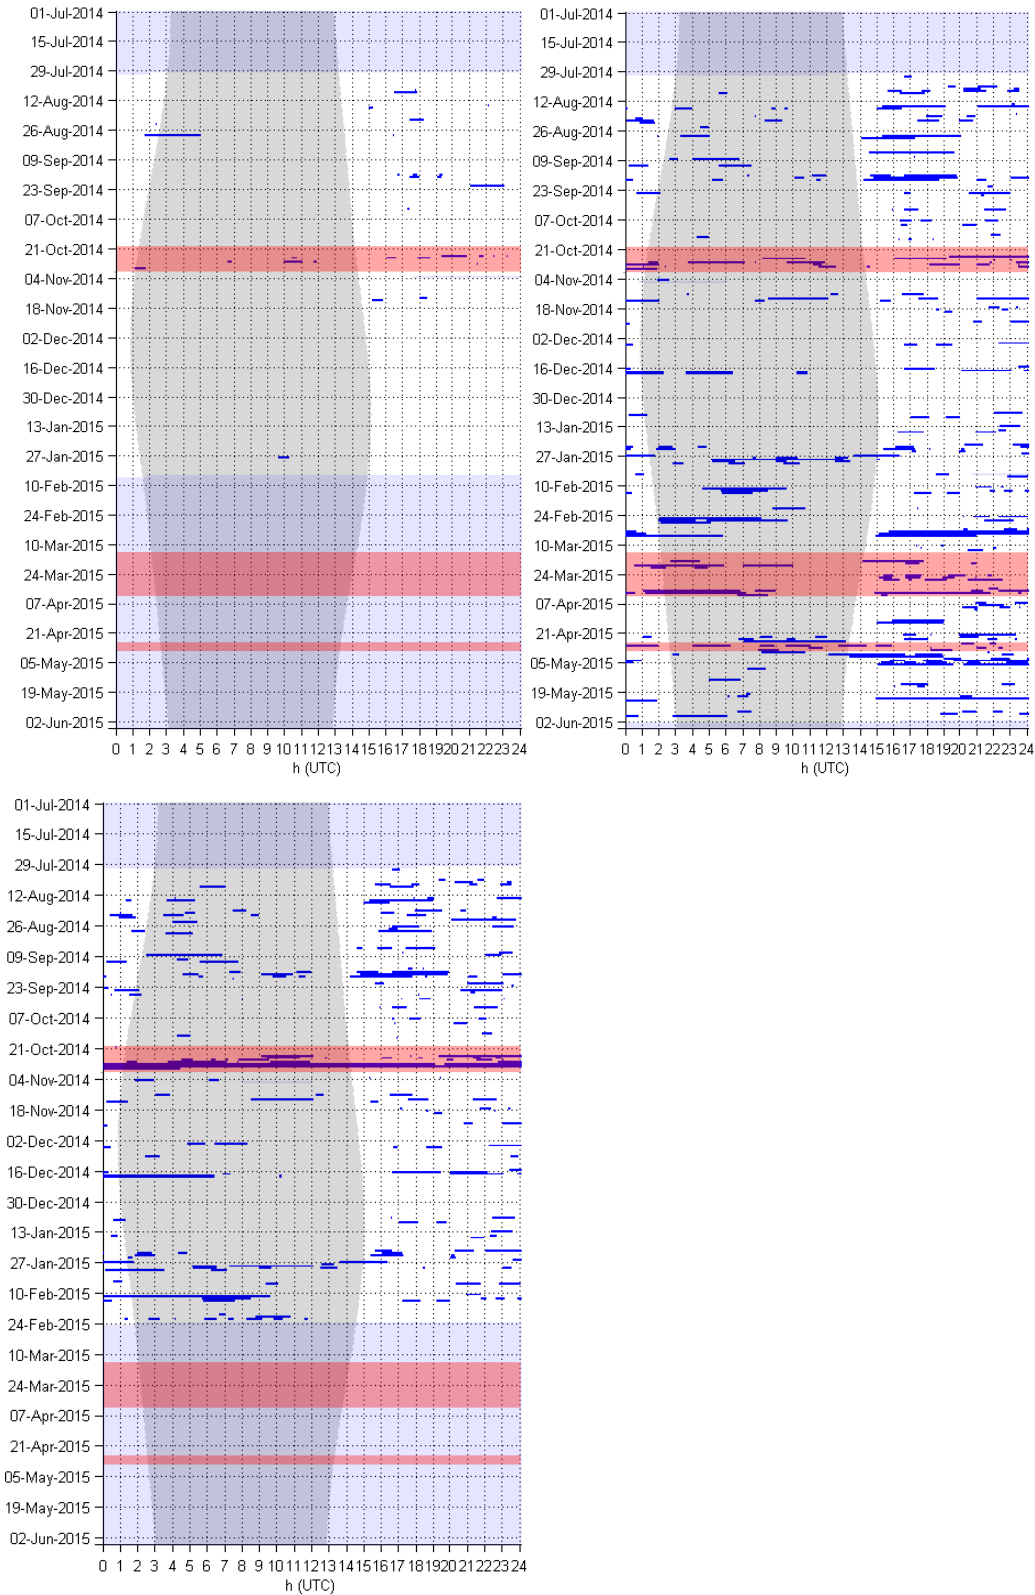 01-Jul-2014
15-Jul-2014
29-Jul-2014
12-Aug-2014
26-Aug-2014
09-Sep-2014
23-Sep-2014
07-Oct-2014
21-Oct-2014
04-Nov-2014
18-Nov-2014
02-Dec-2014
16-Dec-2014
30-Dec-2014
13-Jan-2015
27-Jan-2015
10-Feb-2015
24-Feb-2015
10-Mar-2015
24-Mar-2015
07-Apr-2015
21-Apr-2015
05-May-2015
19-May-2015
02-Jun-2015
0 1 2 3 4 5 6 7 8 9 10 11 12 13 14 15 16 17 18 19 20 21 22 23 24
h (UTC)
01-Jul-2014
15-Jul-2014
29-Jul-2014
12-Aug-2014
26-Aug-2014
09-Sep-2014
23-Sep-2014
07-Oct-2014
21-Oct-2014
04-Nov-2014
18-Nov-2014
02-Dec-2014
16-Dec-2014
30-Dec-2014
13-Jan-2015
27-Jan-2015
10-Feb-2015
24-Feb-2015
10-Mar-2015
24-Mar-2015
07-Apr-2015
21-Apr-2015
05-May-2015
19-May-2015
02-Jun-2015
0 1 2 3 4 5 6 7 8 9 10 11 12 13 14 15 16 17 18 19 20 21 22 23 24
h (UTC)
01-Jul-2014
15-Jul-2014
29-Jul-2014
12-Aug-2014
26-Aug-2014
09-Sep-2014
23-Sep-2014
07-Oct-2014
21-Oct-2014
04-Nov-2014
18-Nov-2014
02-Dec-2014
16-Dec-2014
30-Dec-2014
13-Jan-2015
27-Jan-2015
10-Feb-2015
24-Feb-2015
10-Mar-2015
24-Mar-2015
07-Apr-2015
21-Apr-2015
05-May-2015
19-May-2015
02-Jun-2015
0 1 2 3 4 5 6 7 8 9 10 11 12 13 14 15 16 17 18 19 20 21 22 23 24
h (UTC)